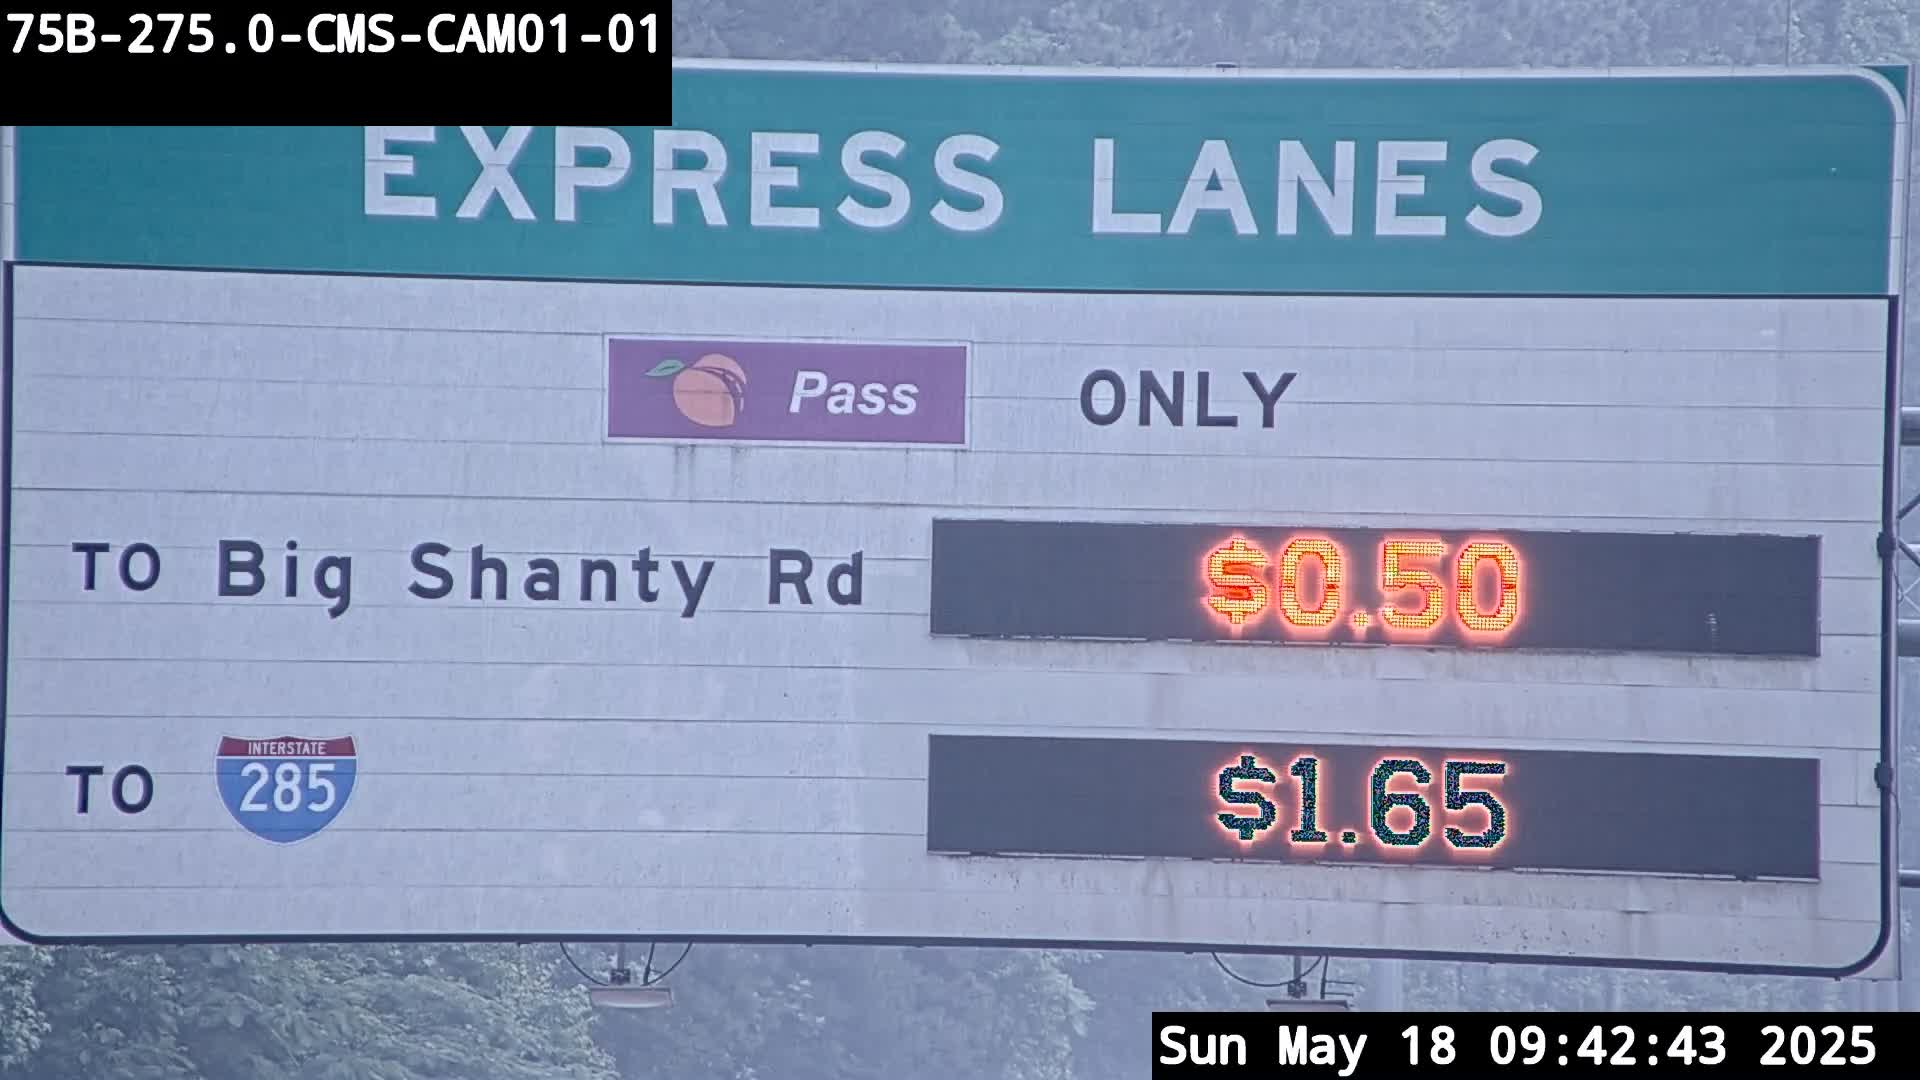 75B-275.0-CMS-CAM01-01
EXPRESS LANES
Pass ONLY
TO Big Shanty Rd $0.50
INTERSTATE
TO 285 $1.65
Sun May 18 09:42:43 2025